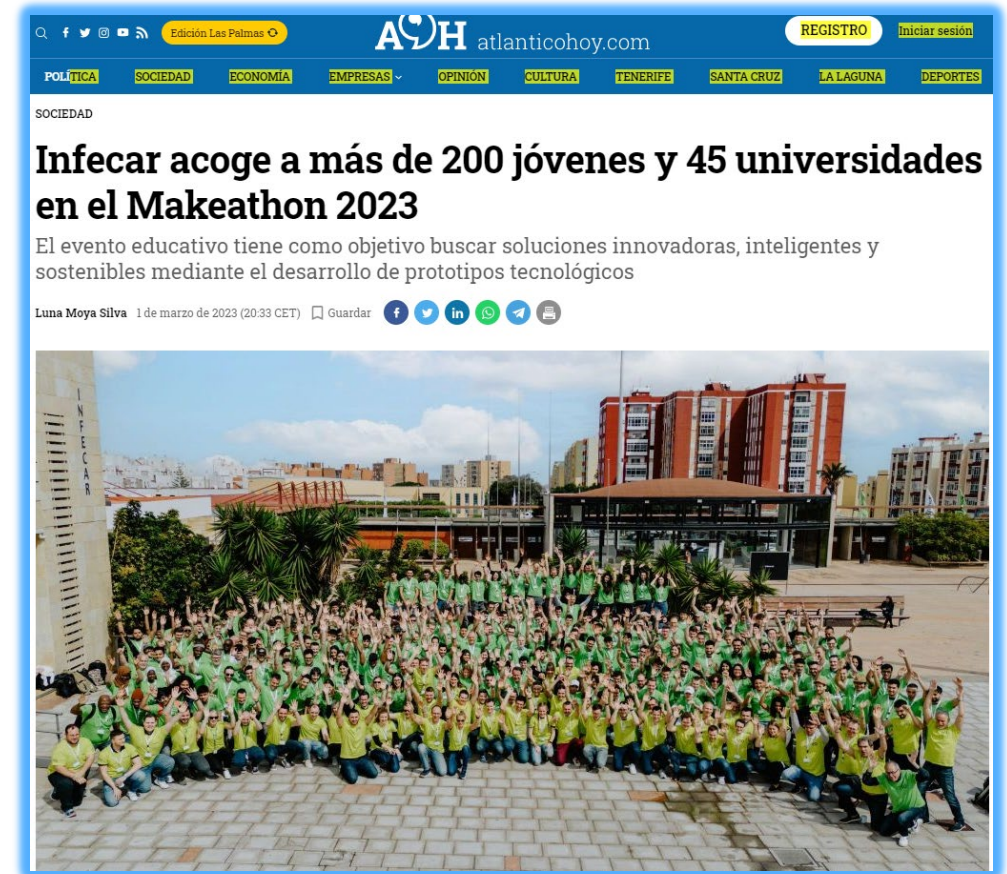 Edición Las Palmas
AH atlanticohoy.com
REGISTRO
Iniciar sesión
POLÍTICA SOCIEDAD ECONOMÍA EMPRESAS OPINIÓN CULTURA TENERIFE SANTA CRUZ LA LAGUNA DEPORTES
SOCIEDAD
Infecar acoge a más de 200 jóvenes y 45 universidades
en el Makeathon 2023
El evento educativo tiene como objetivo buscar soluciones innovadoras, inteligentes y
sostenibles mediante el desarrollo de prototipos tecnológicos
Luna Moya Silva 1 de marzo de 2023 (20:33 CET) Guardar
INFECAR